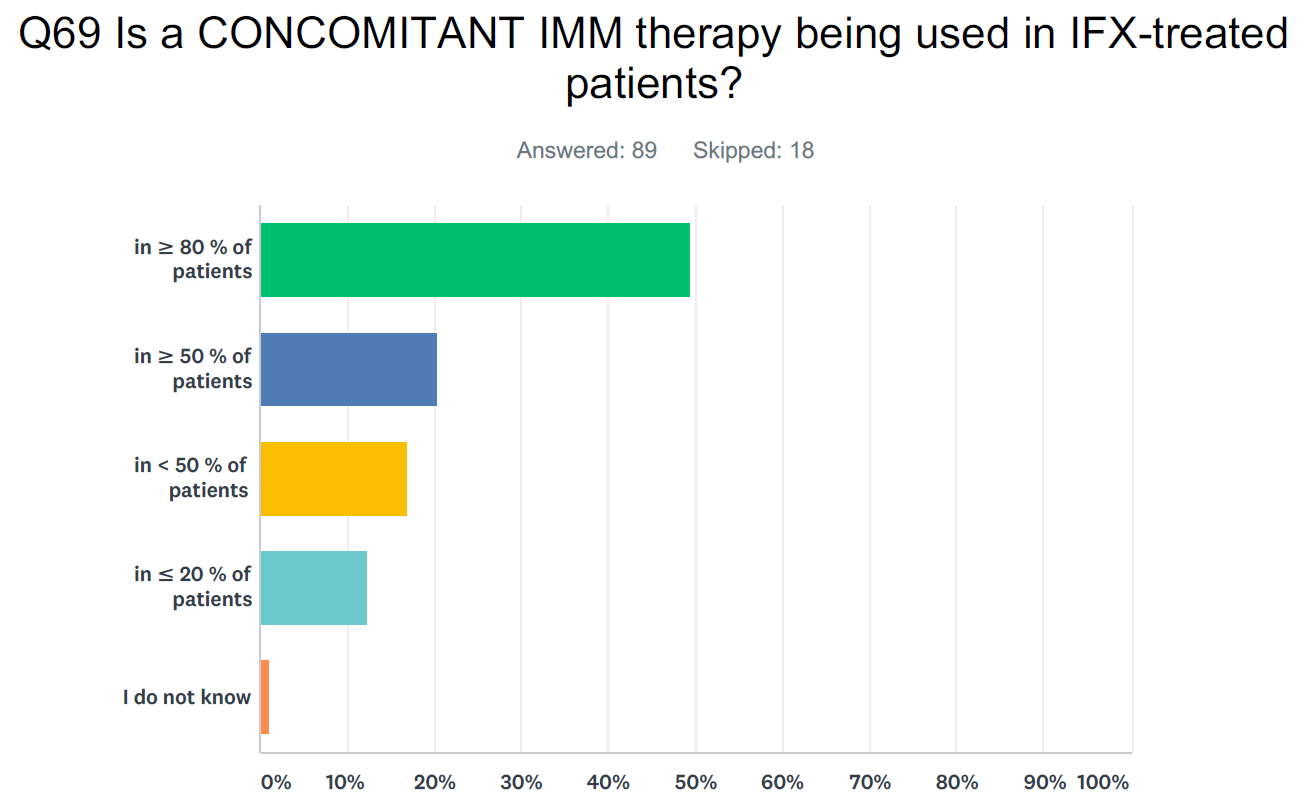 Q69 Is a CONCOMITANT IMM therapy being used in IFX-treated
patients?
Answered: 89 Skipped: 18
in ≥ 80 % of
patients
in ≥ 50 % of
patients
in < 50 % of
patients
in ≤ 20 % of
patients
I do not know
0% 10% 20% 30% 40% 50% 60% 70% 80% 90% 100%